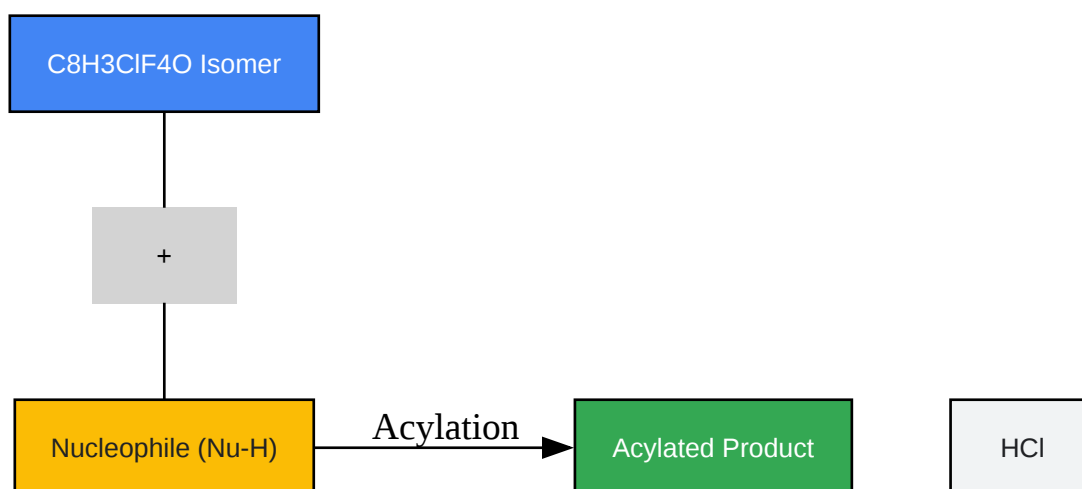 C8H3ClF4O Isomer
+
Nucleophile (Nu-H)
Acylation
Acylated Product
HCl